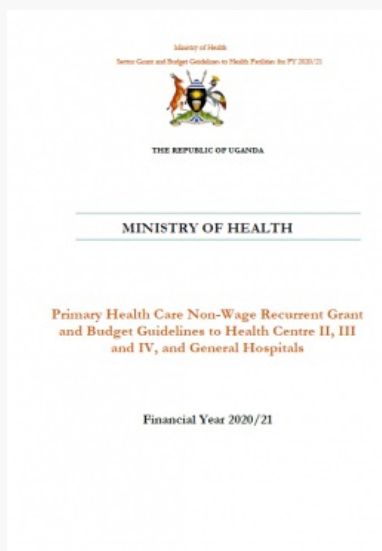 Ministry of Health
Sector Grant and Budget Guidelines to Health Facilities for FY 2020/21
THE REPUBLIC OF UGANDA
MINISTRY OF HEALTH
Primary Health Care Non-Wage Recurrent Grant
and Budget Guidelines to Health Centre II, III
and IV, and General Hospitals
Financial Year 2020/21